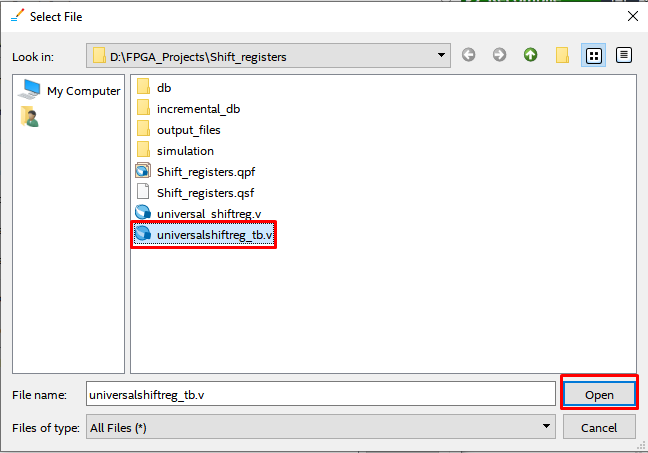 Select File
Look in: D:\FPGA_Projects\Shift_registers
My Computer
db
incremental_db
output_files
simulation
Shift_registers.qpf
Shift_registers.qsf
universal_shiftreg.v
universalshiftreg_tb.v
File name: universalshiftreg_tb.v Open
Files of type: All Files (*) Cancel